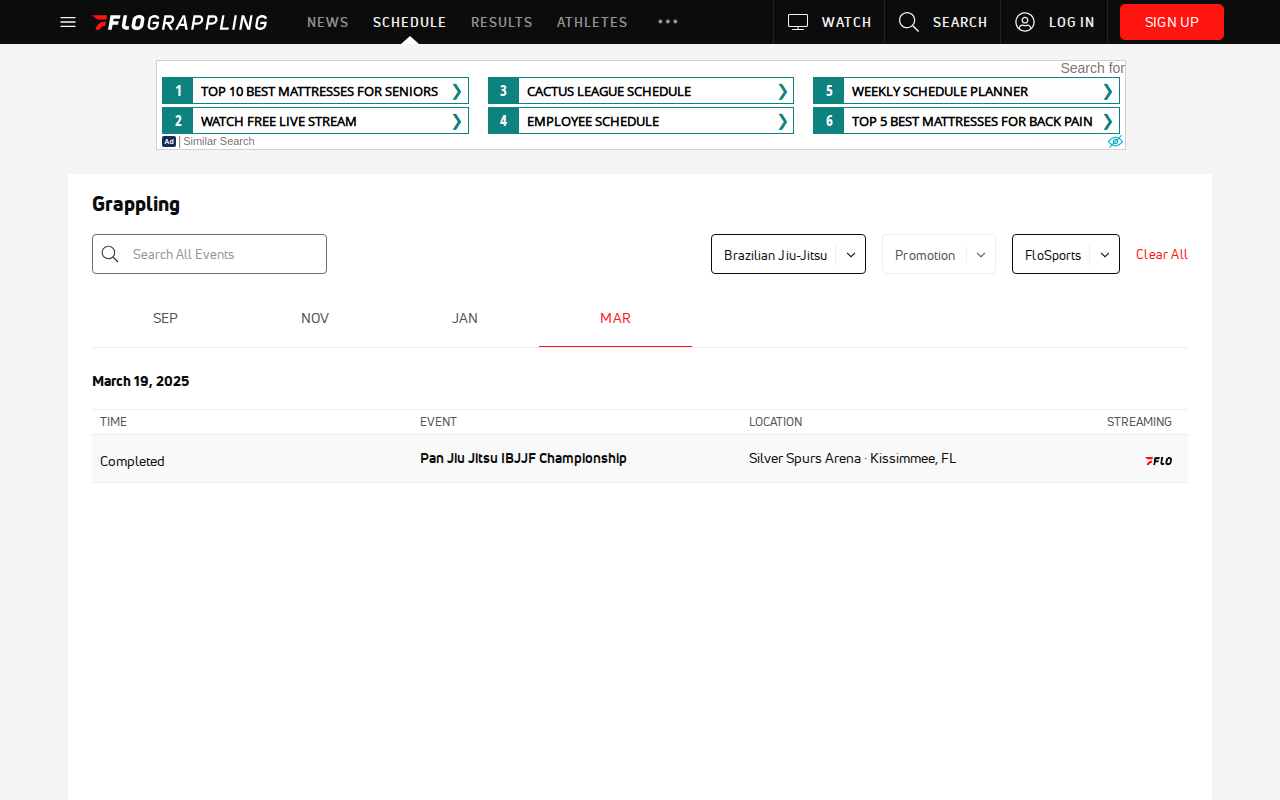 FLOGRAPPLING NEWS SCHEDULE RESULTS ATHLETES WATCH SEARCH LOG IN SIGN UP
Search for
1 TOP 10 BEST MATTRESSES FOR SENIORS
2 WATCH FREE LIVE STREAM
3 CACTUS LEAGUE SCHEDULE
4 EMPLOYEE SCHEDULE
5 WEEKLY SCHEDULE PLANNER
6 TOP 5 BEST MATTRESSES FOR BACK PAIN
Ad | Similar Search
Grappling
Search All Events Brazilian Jiu-Jitsu Promotion FloSports Clear All
SEP NOV JAN MAR
March 19, 2025
TIME EVENT LOCATION STREAMING
Completed Pan Jiu Jitsu IBJJF Championship Silver Spurs Arena · Kissimmee, FL FLO